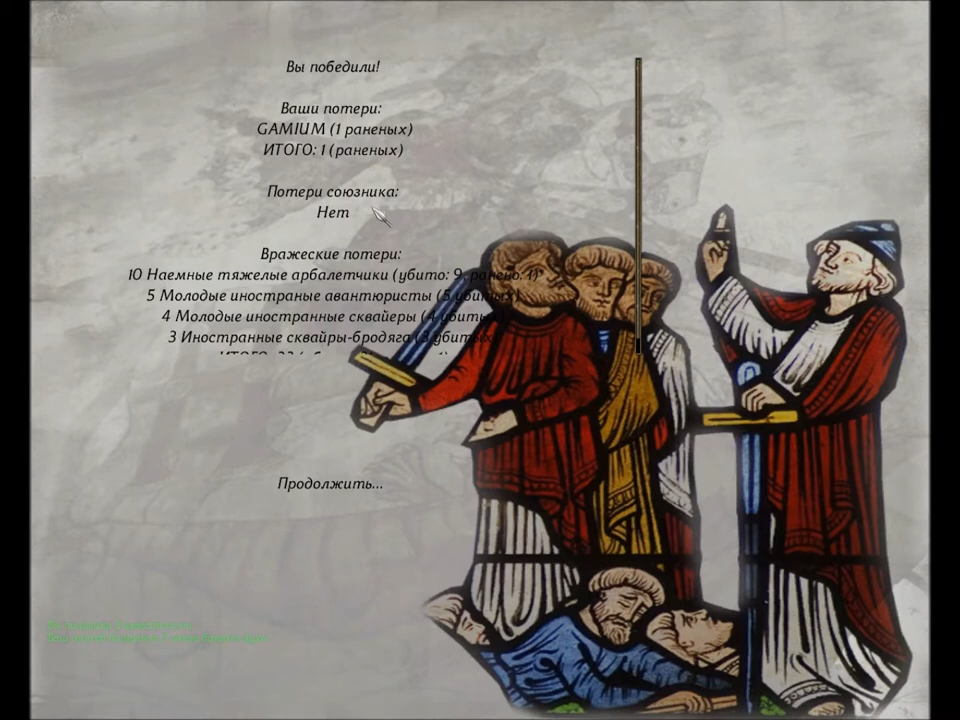 Вы победили!
Ваши потери:
GAMIUM (1 раненых)
ИТОГО: 1 (раненых)
Потери союзника:
Нет
Вражеские потери:
10 Наемные тяжелые арбалетчики (убито: 9, ранено: 1)
5 Молодые иностраные авантюристы (5 убитых)
4 Молодые иностранные сквайеры (4 убитых)
3 Иностранные сквайры-бродяга (3 убитых)
Продолжить...